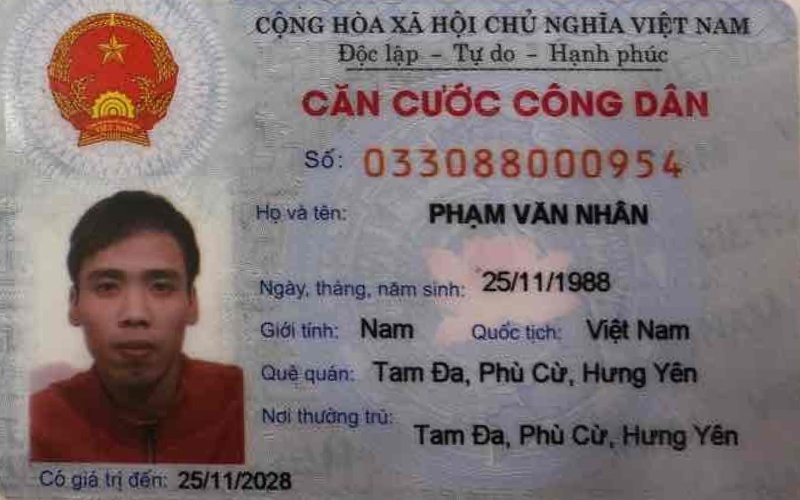 CỘNG HÒA XÃ HỘI CHỦ NGHĨA VIỆT NAM
Độc lập - Tự do - Hạnh phúc
CĂN CƯỚC CÔNG DÂN
Số: 033088000954
Họ và tên: PHẠM VĂN NHÂN
Ngày, tháng, năm sinh: 25/11/1988
Giới tính: Nam Quốc tịch: Việt Nam
Quê quán: Tam Đa, Phù Cừ, Hưng Yên
Nơi thường trú:
Tam Đa, Phù Cừ, Hưng Yên
Có giá trị đến: 25/11/2028
VIỆT NAM